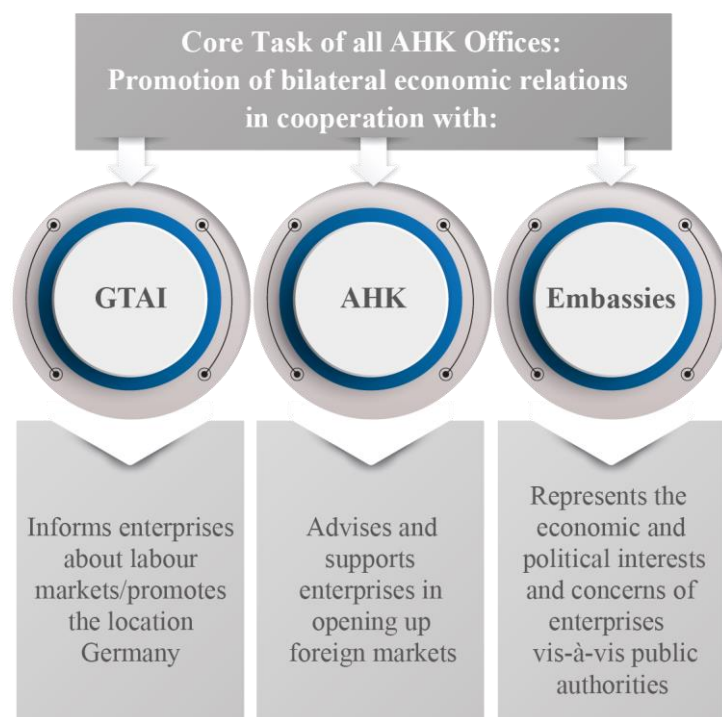 Core Task of all AHK Offices:
Promotion of bilateral economic relations
in cooperation with:
GTAI
AHK
Embassies
Informs enterprises
about labour
markets/promotes
the location
Germany
Advises and
supports
enterprises in
opening up
foreign markets
Represents the
economic and
political interests
and concerns of
enterprises
vis-à-vis public
authorities